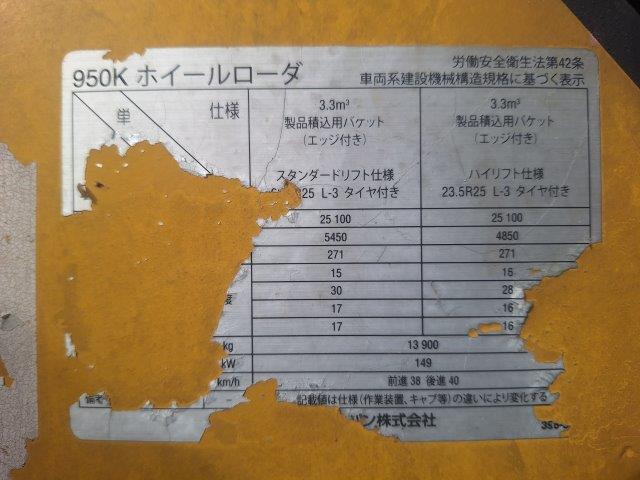 950K ホイールローダ
労働安全衛生法第42条
車両系建設機械構造規格に基づく表示
単 仕様
3.3m³ 3.3m³
製品積込用バケット 製品積込用バケット
(エッジ付き) (エッジ付き)
スタンダードリフト仕様 ハイリフト仕様
R25 L-3 タイヤ付き 23.5R25 L-3 タイヤ付き
25 100 25 100
5450 4850
271 271
15 16
30 28
度 17 16
17 16
kg 13 900
kW 149
km/h 前進 38 後進 40
備考 記載値は仕様(作業装置、キャブ等)の違いにより変化する
ン株式会社